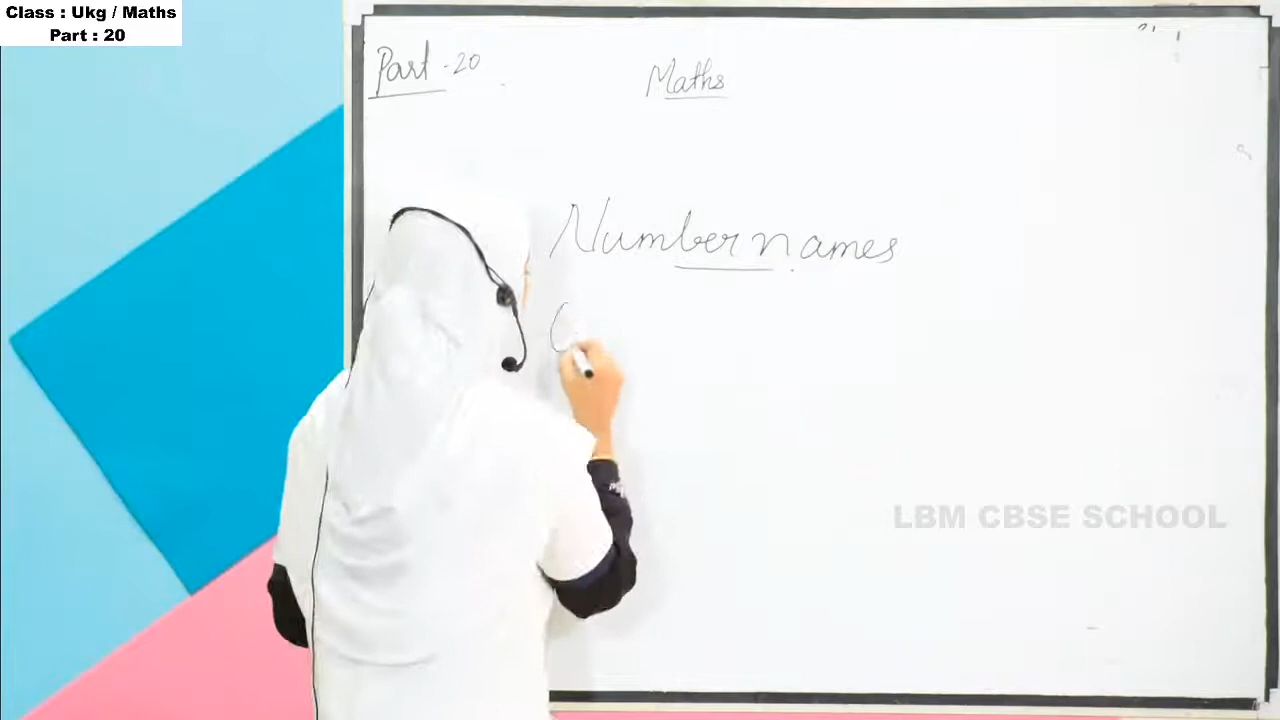 Class : Ukg / Maths
Part : 20
Part - 20
Maths
Number names
LBM CBSE SCHOOL